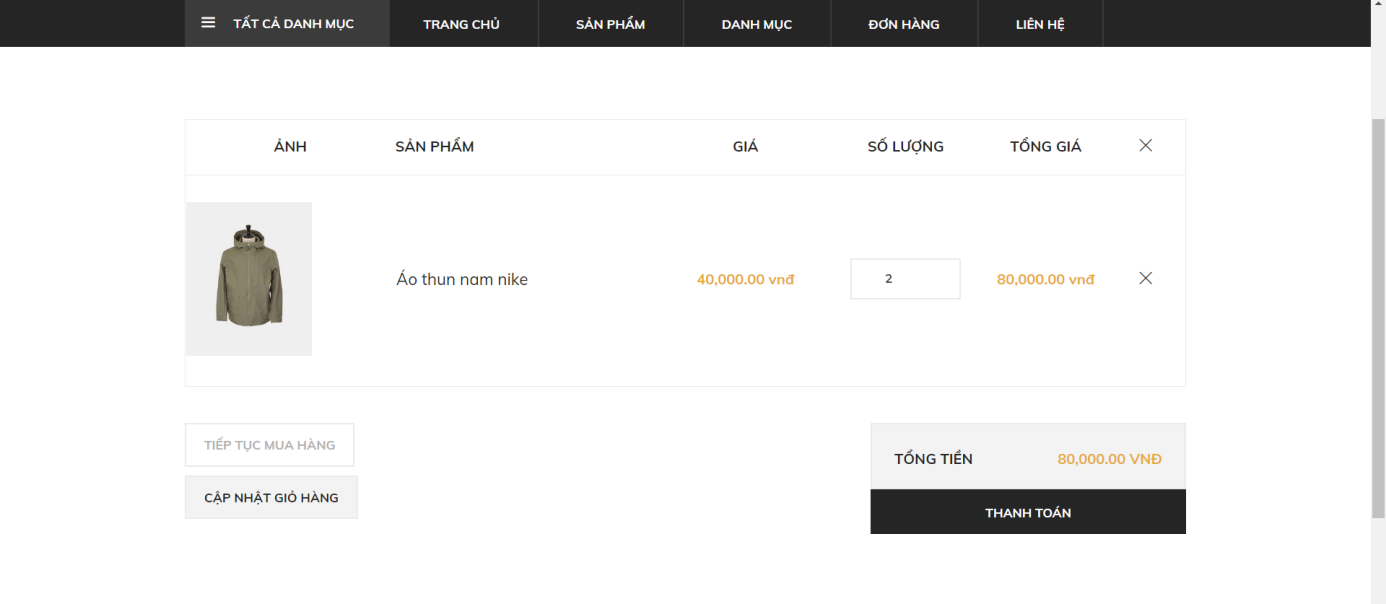 TẤT CẢ DANH MỤC TRANG CHỦ SẢN PHẨM DANH MỤC ĐƠN HÀNG LIÊN HỆ
ẢNH SẢN PHẨM GIÁ SỐ LƯỢNG TỔNG GIÁ
Áo thun nam nike 40,000.00 vnđ 2 80,000.00 vnđ
TIẾP TỤC MUA HÀNG
CẬP NHẬT GIỎ HÀNG
TỔNG TIỀN 80,000.00 VNĐ
THANH TOÁN